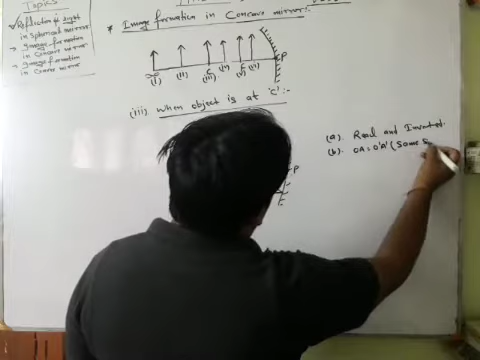 Topics
Reflection of light
in Spherical mirror
→ Image formation
in Concave mirror
→ Image formation
in Convex mirror
* Image formation in Concave mirror:-
(i) (ii) C (iii) (iv) F (v) (vi) P
(iii) When object is at 'C' :-
P
(a). Real and Inverted.
(b). OA = O'A' (Same